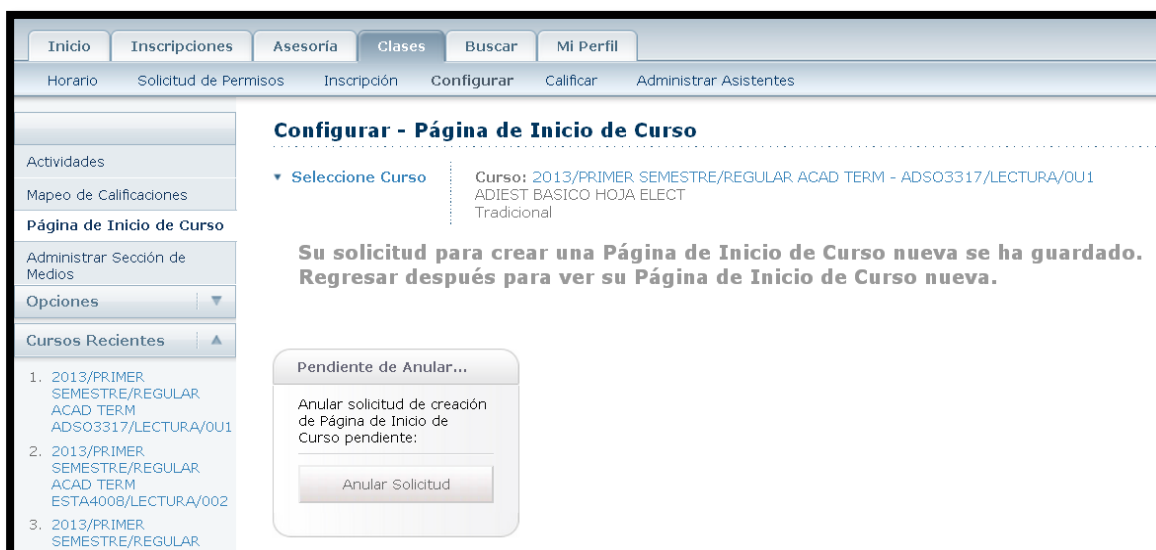 Inicio Inscripciones Asesoría Clases Buscar Mi Perfil
Horario Solicitud de Permisos Inscripción Configurar Calificar Administrar Asistentes
Actividades
Mapeo de Calificaciones
Página de Inicio de Curso
Administrar Sección de
Medios
Opciones
Cursos Recientes
1. 2013/PRIMER
SEMESTRE/REGULAR
ACAD TERM
ADSO3317/LECTURA/0U1
2. 2013/PRIMER
SEMESTRE/REGULAR
ACAD TERM
ESTA4008/LECTURA/002
3. 2013/PRIMER
SEMESTRE/REGULAR
Configurar - Página de Inicio de Curso
Seleccione Curso
Curso: 2013/PRIMER SEMESTRE/REGULAR ACAD TERM - ADSO3317/LECTURA/0U1
ADIEST BASICO HOJA ELECT
Tradicional
Su solicitud para crear una Página de Inicio de Curso nueva se ha guardado.
Regresar después para ver su Página de Inicio de Curso nueva.
Pendiente de Anular...
Anular solicitud de creación
de Página de Inicio de
Curso pendiente:
Anular Solicitud